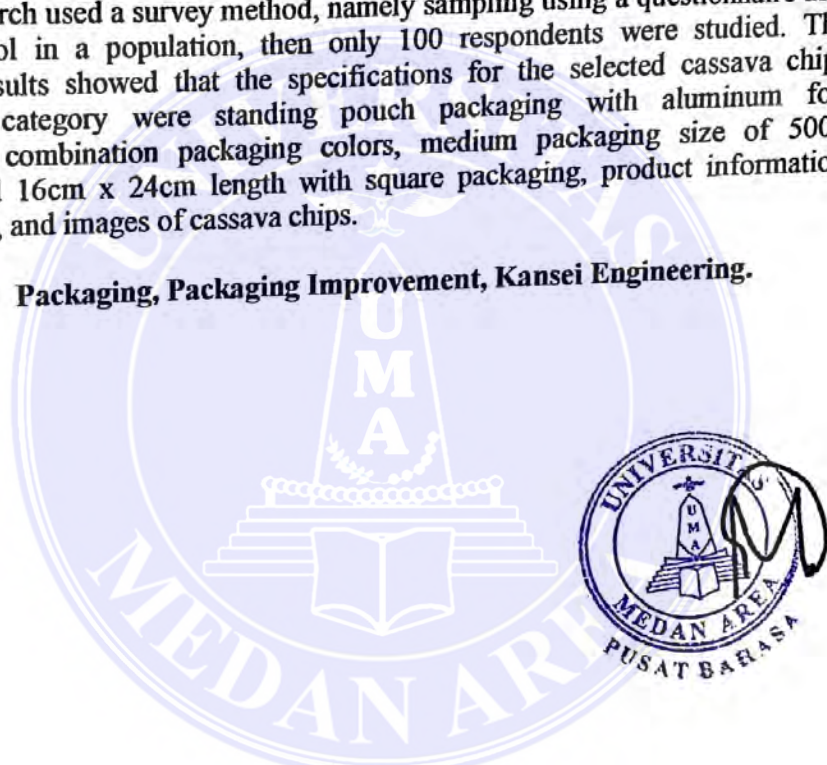 rch used a survey method, namely sampling using a questionnaire
ol in a population, then only 100 respondents were studied.
sults showed that the specifications for the selected cassava
category were standing pouch packaging with aluminum
combination packaging colors, medium packaging size of 500
16cm x 24cm length with square packaging, product informatio
, and images of cassava chips.
Packaging, Packaging Improvement, Kansei Engineering.
UNIVERSITAS
UMA
MEDAN AREA
UNIVERSITAS
UMA
MEDAN AREA
PUSAT BAHASA